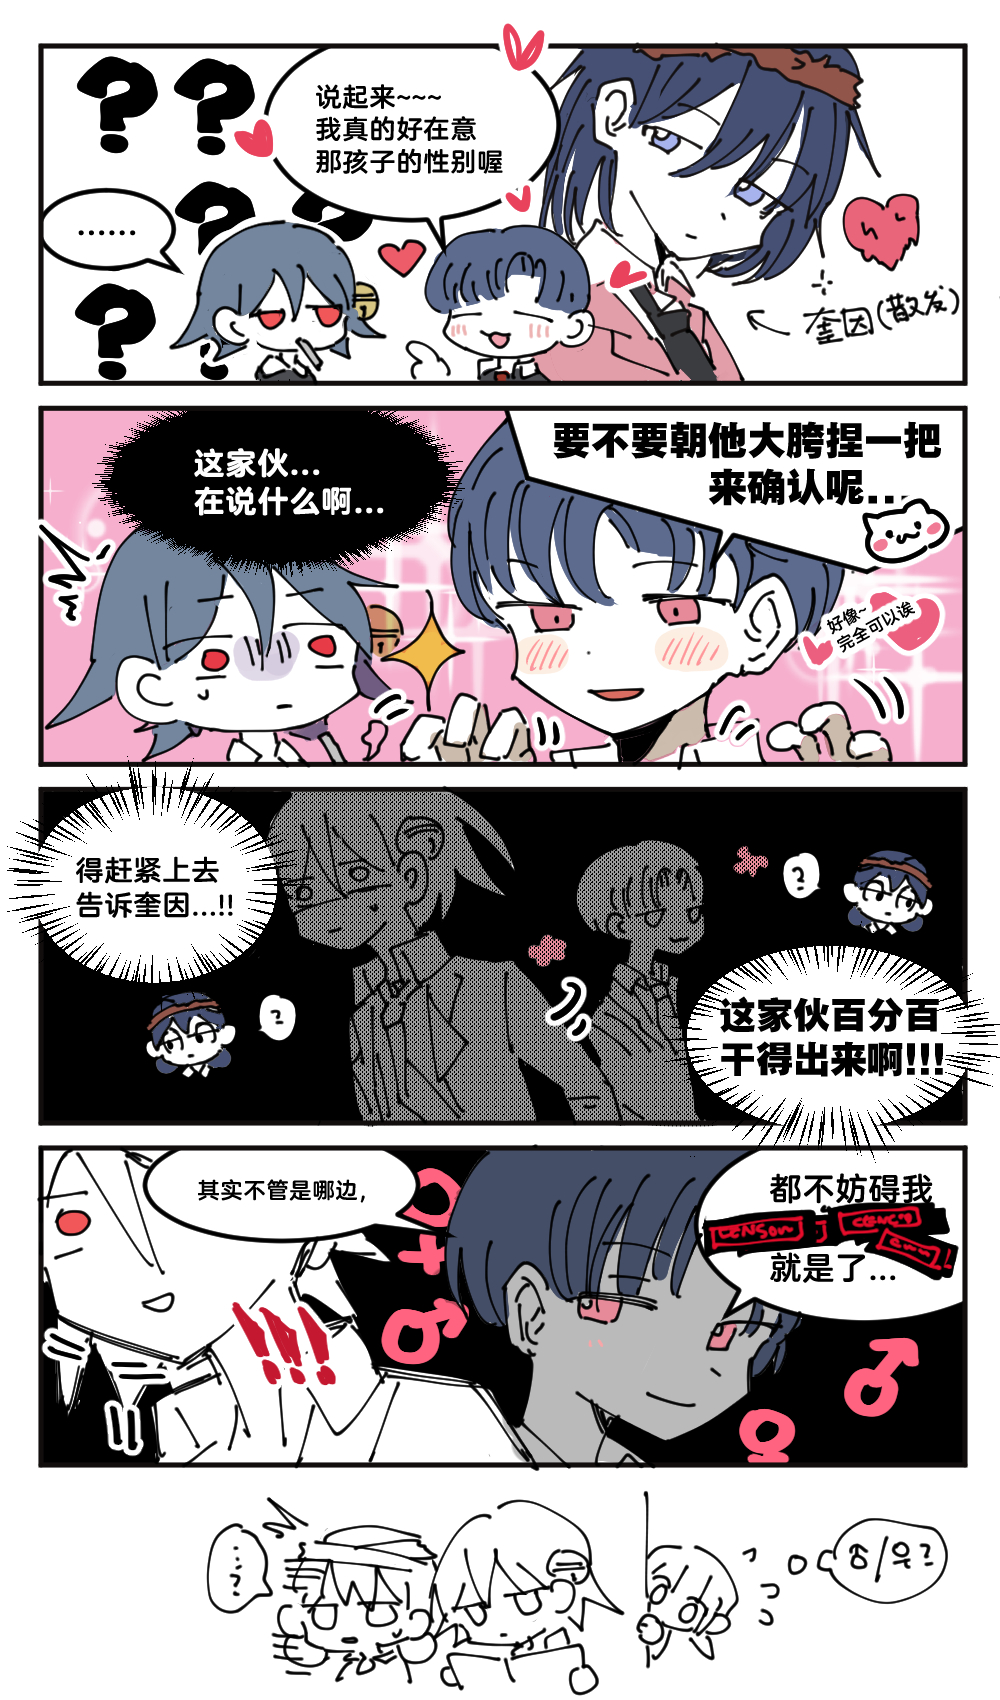 说起来~~~
我真的好在意
那孩子的性别喔
......
奎因(散发)
要不要朝他大胯捏一把
来确认呢...
这家伙...
在说什么啊...
好像~
完全可以诶
得赶紧上去
告诉奎因...!!
?
?
这家伙百分百
干得出来啊!!!
其实不管是哪边,
都不妨碍我
CENSOR
就是了...
!!!
...?
♂/♀?